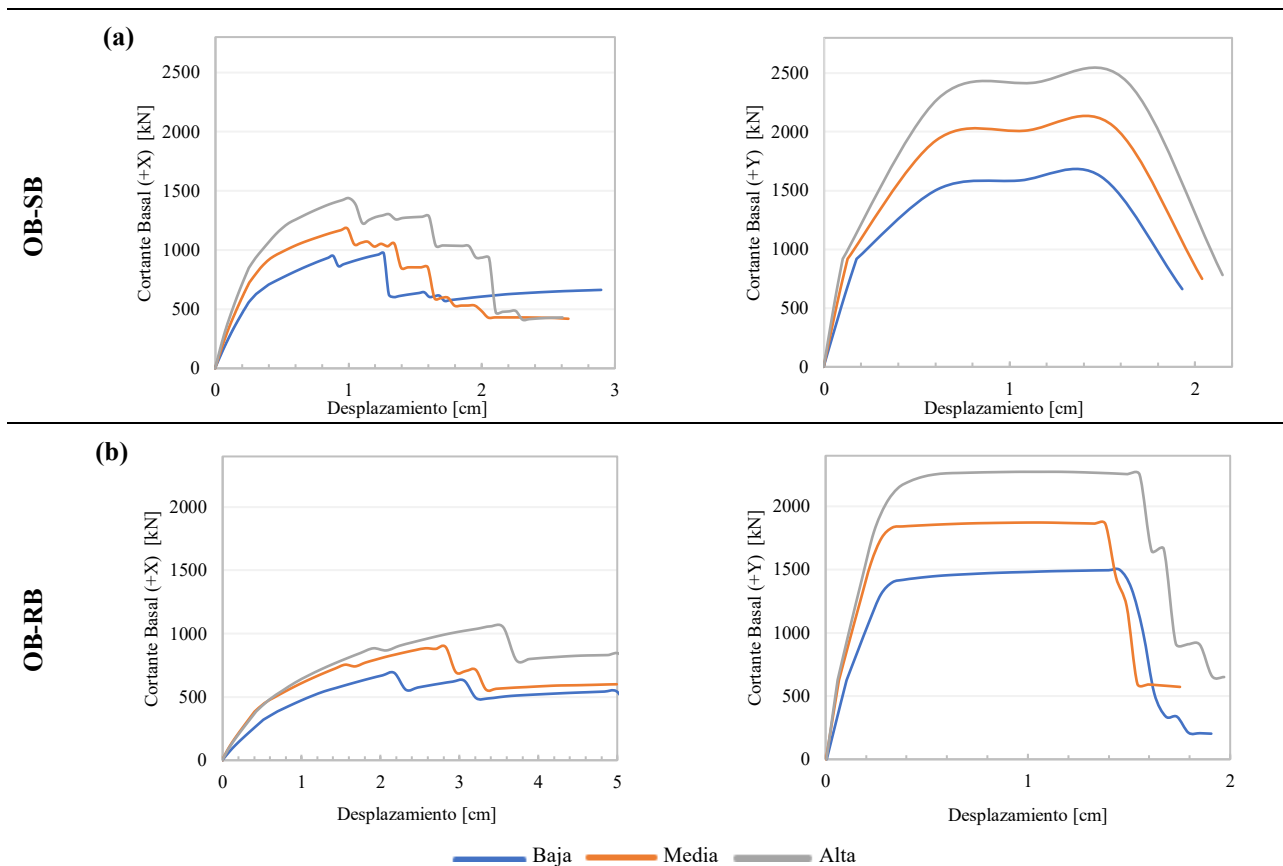 (a)
OB-SB
Cortante Basal (+X) [kN]
2500
2000
1500
1000
500
0
0 1 2 3
Desplazamiento [cm]
Cortante Basal (+Y) [kN]
2500
2000
1500
1000
500
0
0 1 2
Desplazamiento [cm]
(b)
OB-RB
Cortante Basal (+X) [kN]
2000
1500
1000
500
0
0 1 2 3 4 5
Desplazamiento [cm]
Cortante Basal (+Y) [kN]
2000
1500
1000
500
0
0 1 2
Desplazamiento [cm]
Baja Media Alta